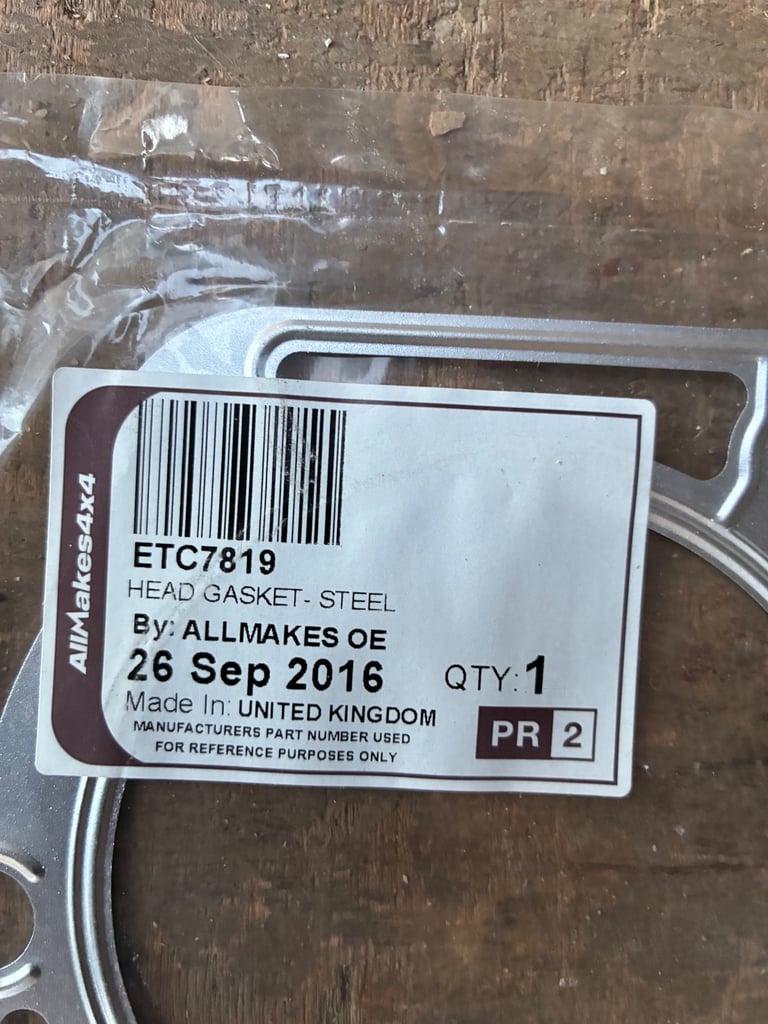 AllMakes4x4
ETC7819
HEAD GASKET- STEEL
By: ALLMAKES OE
26 Sep 2016 QTY: 1
Made In: UNITED KINGDOM
MANUFACTURERS PART NUMBER USED
FOR REFERENCE PURPOSES ONLY
PR 2